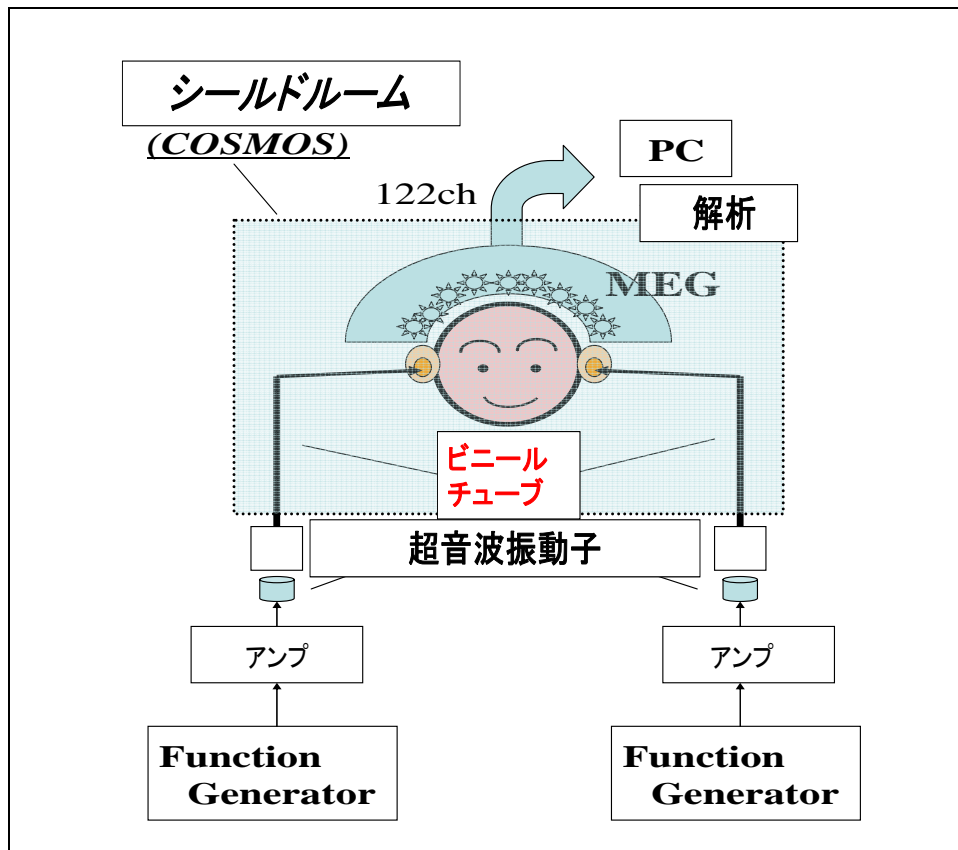 シールドルーム
(COSMOS)
PC
122ch
解析
MEG
ビニール
チューブ
超音波振動子
アンプ
アンプ
Function
Generator
Function
Generator